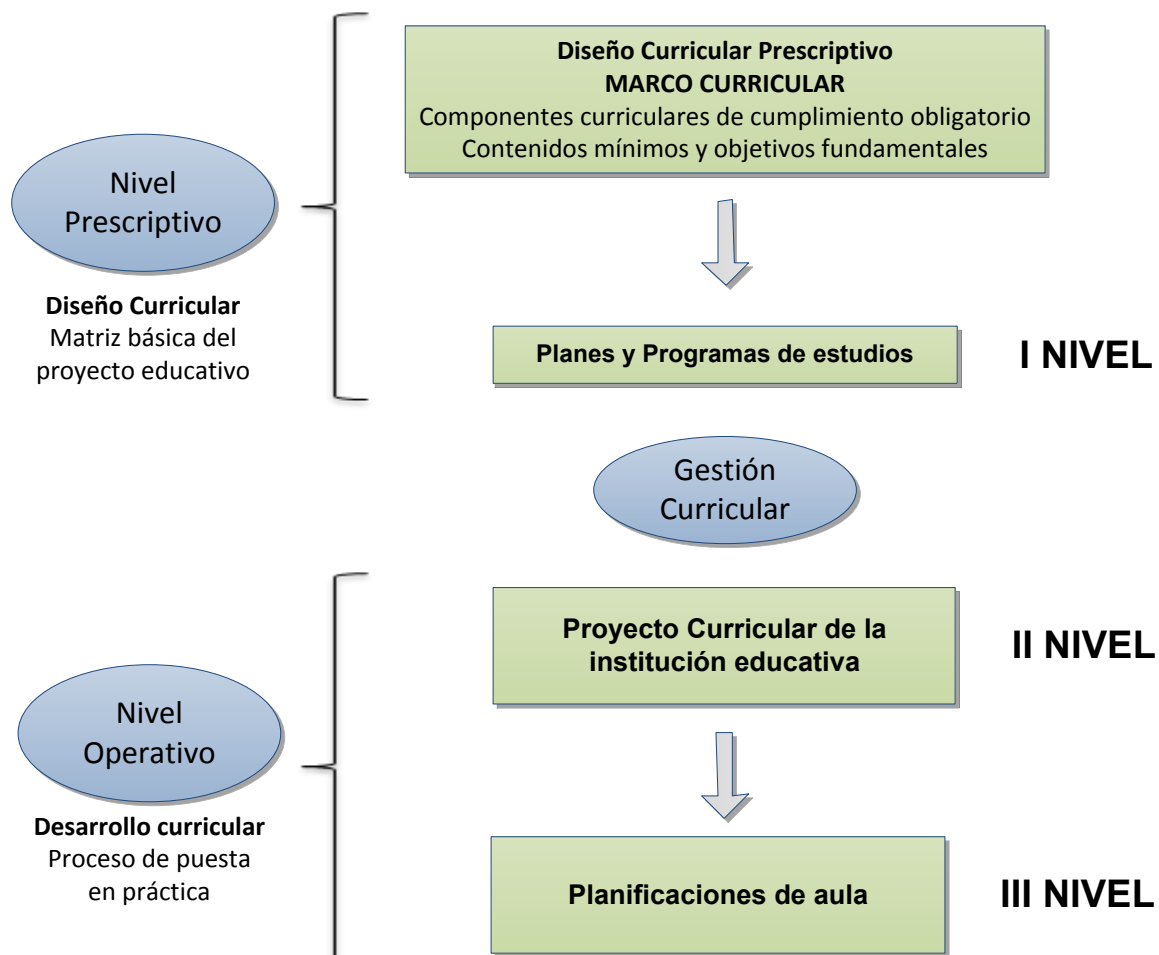 Diseño Curricular Prescriptivo
MARCO CURRICULAR
Componentes curriculares de cumplimiento obligatorio
Contenidos mínimos y objetivos fundamentales
Nivel
Prescriptivo
Diseño Curricular
Matriz básica del
proyecto educativo
Planes y Programas de estudios
I NIVEL
Gestión
Curricular
Proyecto Curricular de la
institución educativa
II NIVEL
Nivel
Operativo
Desarrollo curricular
Proceso de puesta
en práctica
Planificaciones de aula
III NIVEL